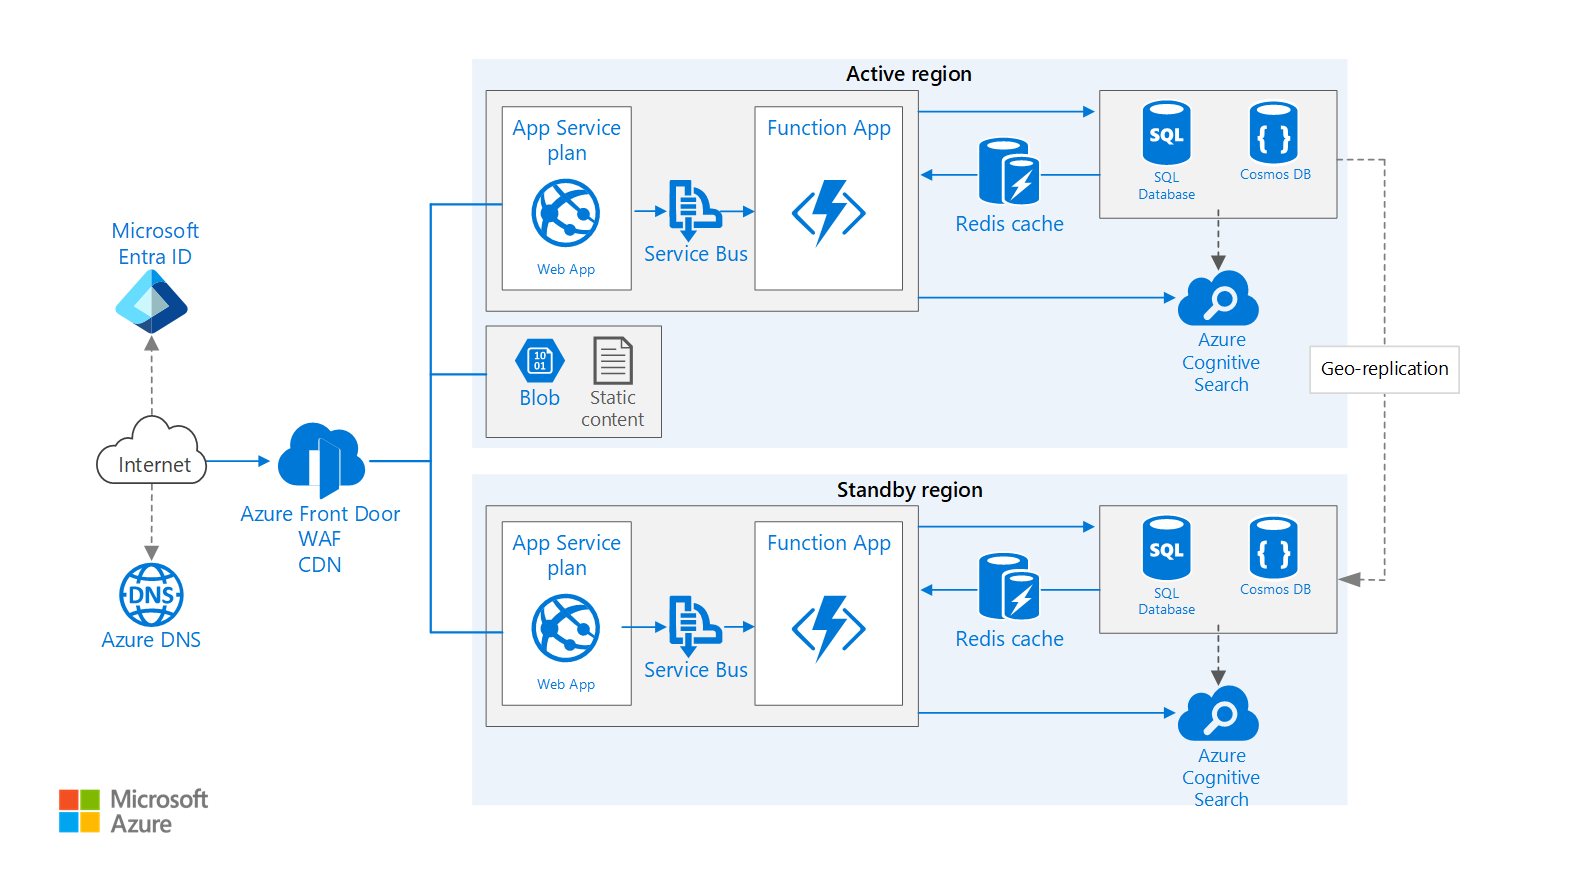 Microsoft
Entra ID
Internet
DNS
Azure DNS
Azure Front Door
WAF
CDN
Active region
App Service
plan
Web App
Service Bus
Function App
Redis cache
SQL
SQL
Database
{ }
Cosmos DB
Azure
Cognitive
Search
10
01
Blob
Static
content
Geo-replication
Standby region
App Service
plan
Web App
Service Bus
Function App
Redis cache
SQL
SQL
Database
{ }
Cosmos DB
Azure
Cognitive
Search
Microsoft
Azure